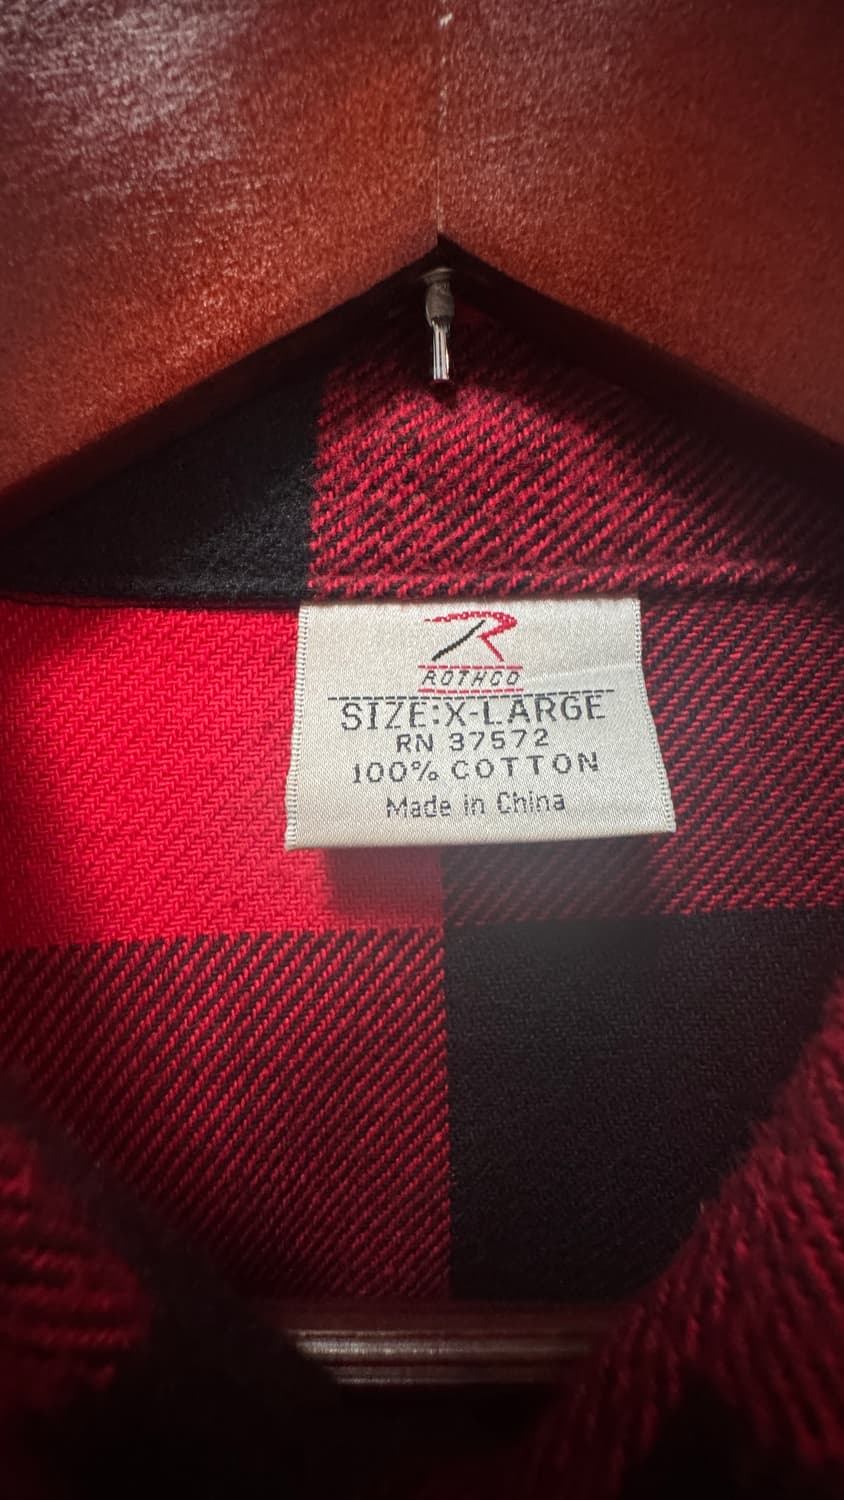 R
ROTHCO
SIZE:X-LARGE
RN 37572
100% COTTON
Made in China